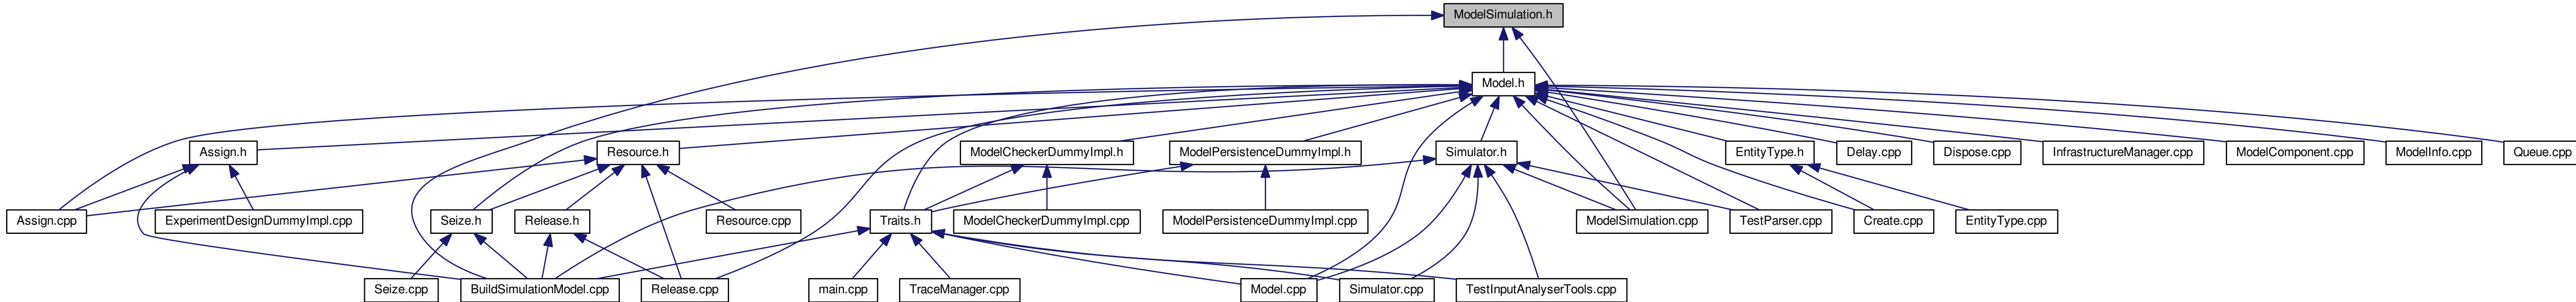 ModelSimulation.h
Model.h
Assign.h
Resource.h
ModelCheckerDummyImpl.h
ModelPersistenceDummyImpl.h
Simulator.h
EntityType.h
Delay.cpp
Dispose.cpp
InfrastructureManager.cpp
ModelComponent.cpp
ModelInfo.cpp
Queue.cpp
Assign.cpp
ExperimentDesignDummyImpl.cpp
Seize.h
Release.h
Resource.cpp
Traits.h
ModelCheckerDummyImpl.cpp
ModelPersistenceDummyImpl.cpp
ModelSimulation.cpp
TestParser.cpp
Create.cpp
EntityType.cpp
Seize.cpp
BuildSimulationModel.cpp
Release.cpp
main.cpp
TraceManager.cpp
Model.cpp
Simulator.cpp
TestInputAnalyserTools.cpp